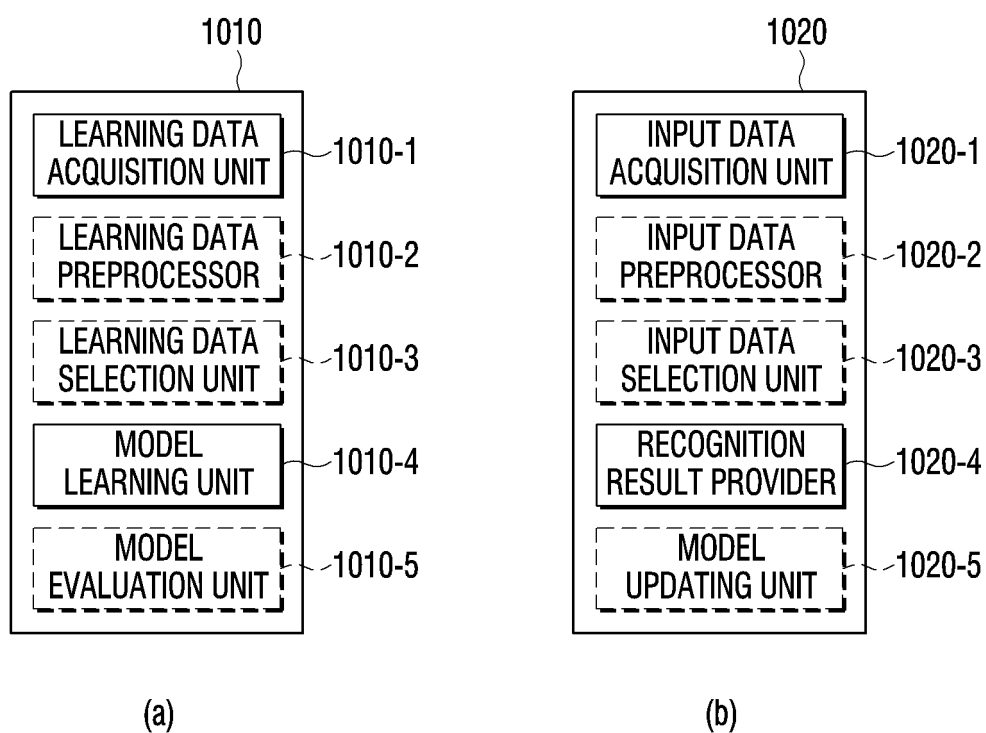 1010
LEARNING DATA
ACQUISITION UNIT
1010-1
LEARNING DATA
PREPROCESSOR
1010-2
LEARNING DATA
SELECTION UNIT
1010-3
MODEL
LEARNING UNIT
1010-4
MODEL
EVALUATION UNIT
1010-5
(a)
1020
INPUT DATA
ACQUISITION UNIT
1020-1
INPUT DATA
PREPROCESSOR
1020-2
INPUT DATA
SELECTION UNIT
1020-3
RECOGNITION
RESULT PROVIDER
1020-4
MODEL
UPDATING UNIT
1020-5
(b)